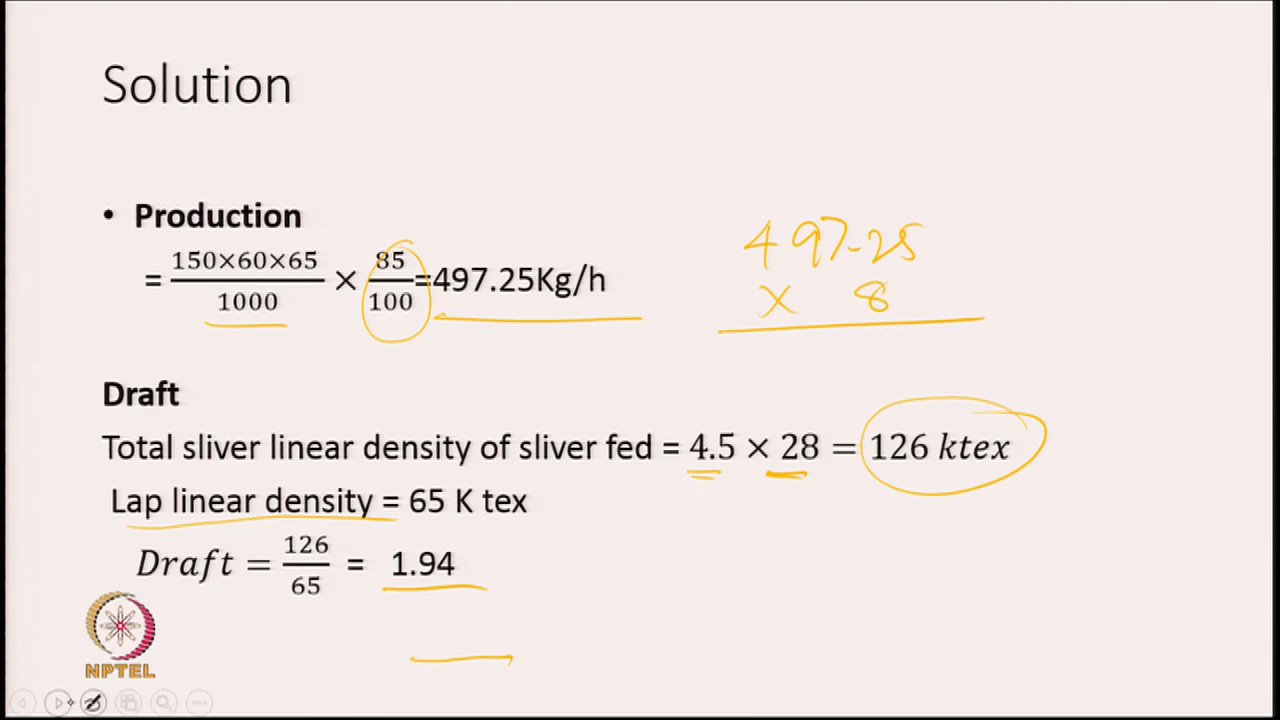 Solution
• Production
= 150×60×65/1000 × 85/100 =497.25Kg/h
497.25
× 8
Draft
Total sliver linear density of sliver fed = 4.5 × 28 = 126 ktex
Lap linear density = 65 K tex
Draft = 126/65 = 1.94
NPTEL